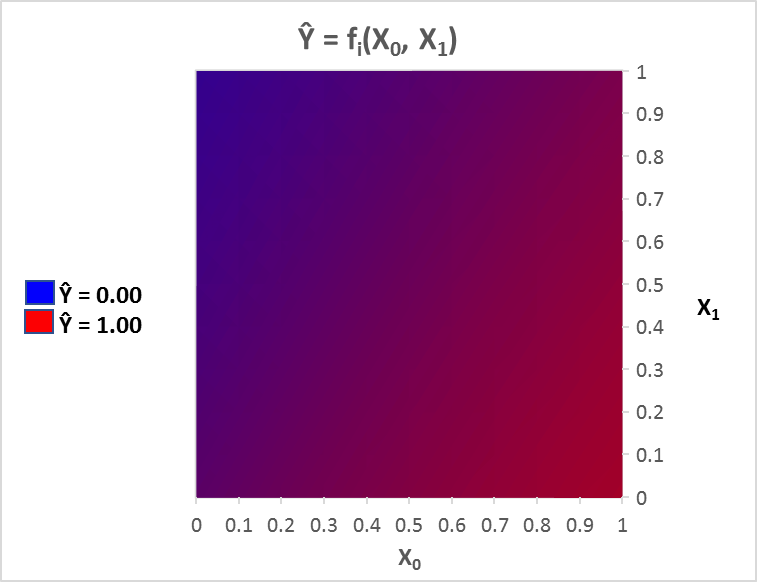 Ŷ = fi(X0, X1)
1
0.9
0.8
0.7
0.6
0.5
0.4
0.3
0.2
0.1
0
X1
Ŷ = 0.00
Ŷ = 1.00
0 0.1 0.2 0.3 0.4 0.5 0.6 0.7 0.8 0.9 1
X0